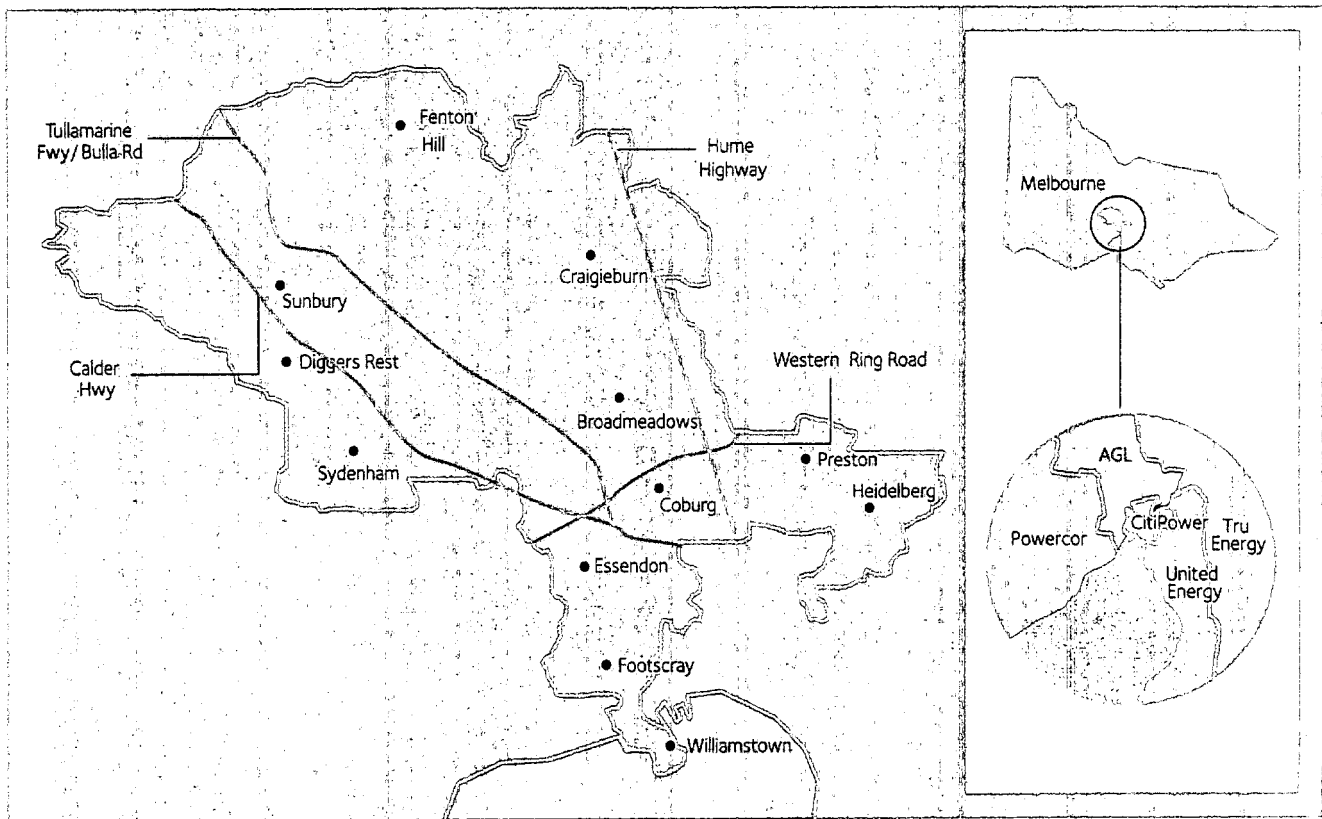 Tullamarine
Fwy/ Bulla Rd
Fenton
Hill
Hume
Highway
Craigieburn
Sunbury
Calder
Hwy
Diggers Rest
Western Ring Road
Broadmeadows
Sydenham
Preston
Coburg
Heidelberg
Essendon
Footscray
Williamstown
Melbourne
AGL
CitiPower
Powercor
Tru
Energy
United
Energy